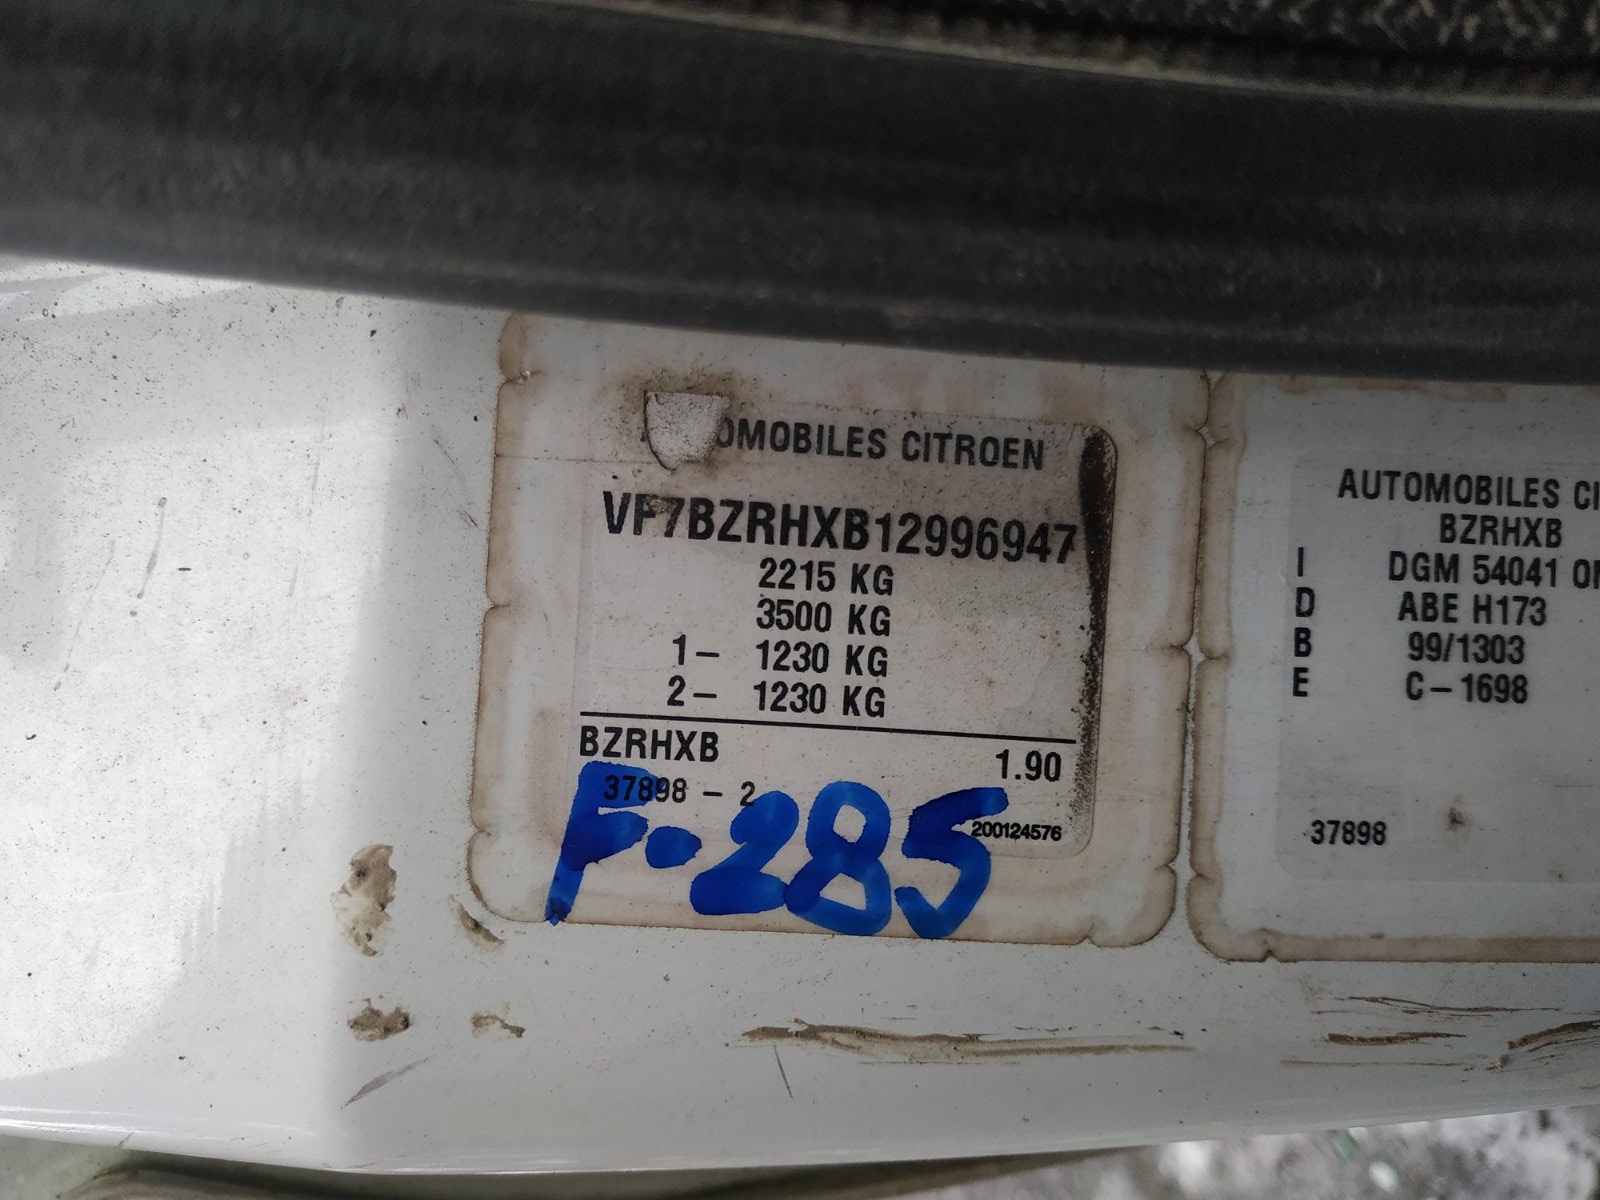 OMOBILES CITROEN
VF7BZRHXB12996947
2215 KG
3500 KG
1- 1230 KG
2- 1230 KG
BZRHXB 1.90
37898 - 2
200124576
F-285
AUTOMOBILES CI
BZRHXB
I DGM 54041
D ABE H173
B 99/1303
E C-1698
37898